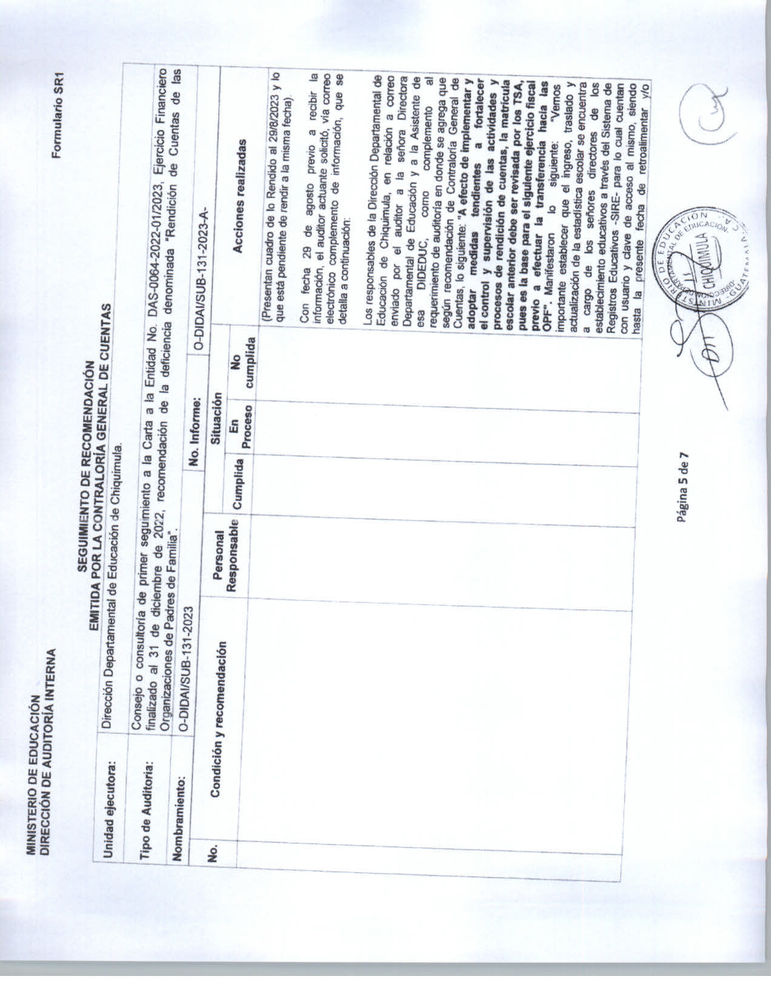 MINISTERIO DE EDUCACIÓN
DIRECCIÓN DE AUDITORÍA INTERNA
Formulario SR1
SEGUIMIENTO DE RECOMENDACIÓN
EMITIDA POR LA CONTRALORÍA GENERAL DE CUENTAS
Unidad ejecutora: Dirección Departamental de Educación de Chiquimula.
Tipo de Auditoria: Consejo o consultoría de primer seguimiento a la Carta a la Entidad No. DAS-0064-2022-01/2023, Ejercicio Financiero
finalizado al 31 de diciembre de 2022, recomendación de la deficiencia denominada "Rendición de Cuentas de las
Organizaciones de Padres de Familia".
Nombramiento: O-DIDAI/SUB-131-2023 No. Informe: O-DIDAI/SUB-131-2023-A-
No. Condición y recomendación Personal Responsable Situación Acciones realizadas
Cumplida En Proceso No cumplida
(Presentan cuadro de lo Rendido al 29/8/2023 y lo
que está pendiente de rendir a la misma fecha).
Con fecha 29 de agosto previo a recibir la
información, el auditor actuante solicitó, vía correo
electrónico complemento de información, que se
detalla a continuación:
Los responsables de la Dirección Departamental de
Educación de Chiquimula, en relación a correo
enviado por el auditor a la señora Directora
Departamental de Educación y a la Asistente de
esa DIDEDUC, como complemento al
requerimiento de auditoría en donde se agrega que
según recomendación de Contraloría General de
Cuentas, lo siguiente: "A efecto de implementar y
adoptar medidas tendientes a fortalecer
el control y supervisión de las actividades y
procesos de rendición de cuentas, la matrícula
escolar anterior debe ser revisada por los TSA,
pues es la base para el siguiente ejercicio fiscal
previo a efectuar la transferencia hacia las
OPF". Manifestaron lo siguiente: "Vemos
importante establecer que el ingreso, traslado y
actualización de la estadística escolar se encuentra
a cargo de los señores directores de los
establecimiento educativos a través del Sistema de
Registros Educativos -SIRE- para lo cual cuentan
con usuario y clave de acceso al mismo, siendo
hasta la presente fecha de retroalimentar y/o
MINISTERIO DE EDUCACIÓN
CHIQUIMULA
Página 5 de 7